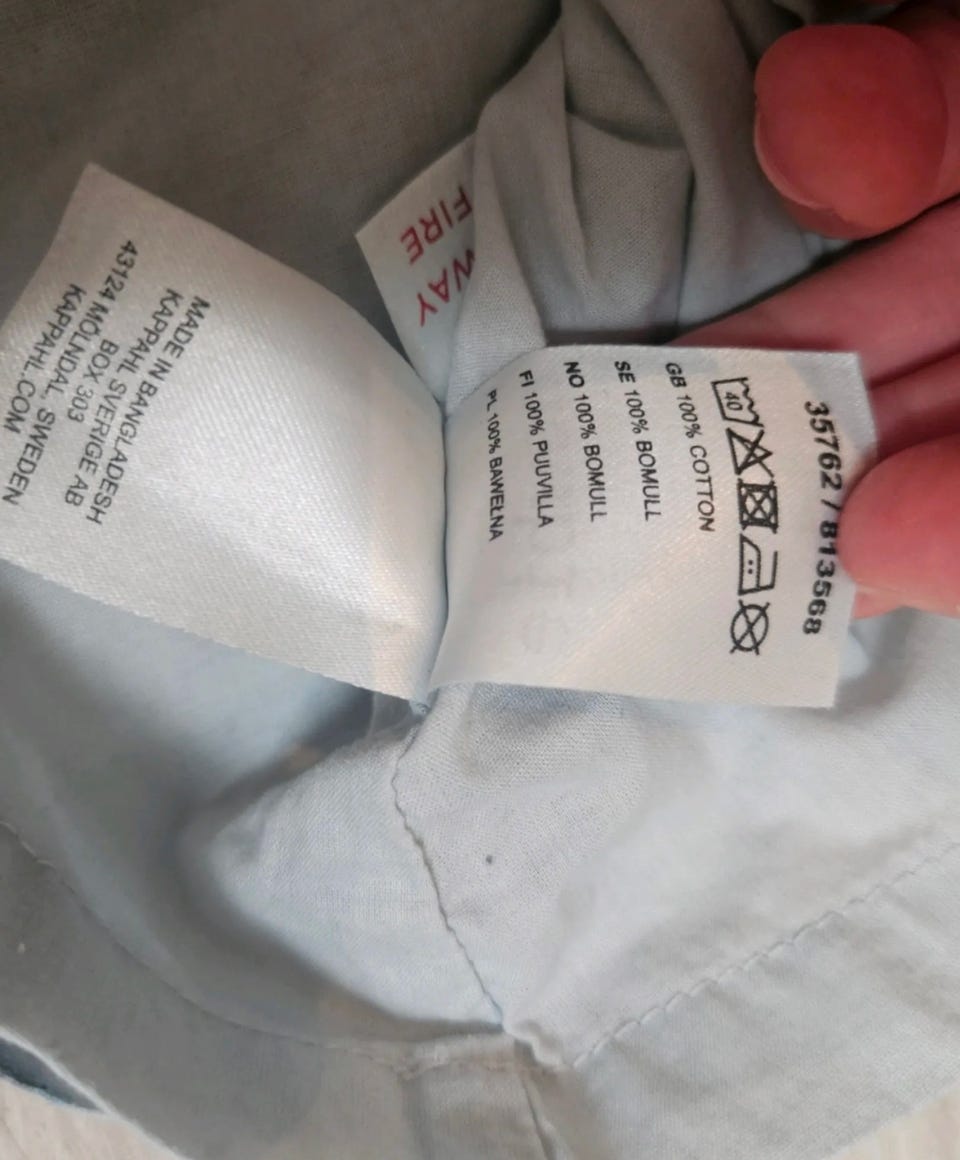 35762 / 813568
40
GB 100% COTTON
SE 100% BOMULL
NO 100% BOMULL
FI 100% PUUVILLA
PL 100% BAWEŁNA
MADE IN BANGLADESH
KAPPAHL SVERIGE AB
BOX 303
43124 MÖLNDAL, SWEDEN
KAPPAHL.COM
FIRE
WAY